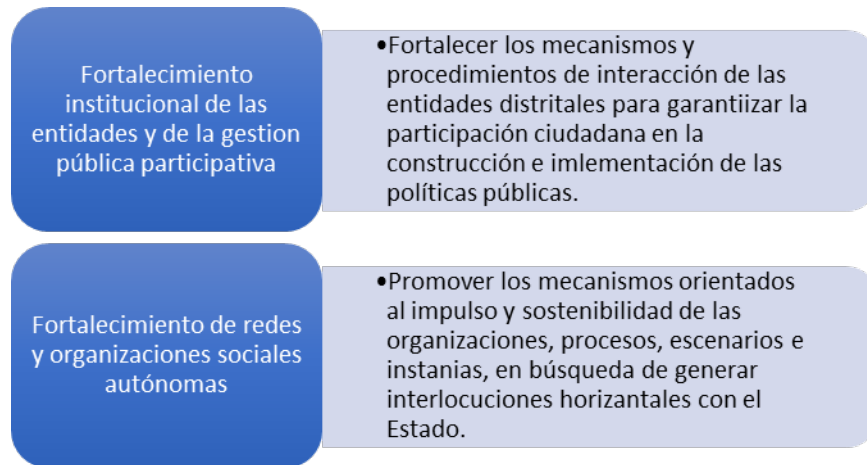 Fortalecimiento
institucional de las
entidades y de la gestion
pública participativa
•Fortalecer los mecanismos y
procedimientos de interacción de las
entidades distritales para garantiizar la
participación ciudadana en la
construcción e imlementación de las
políticas públicas.
Fortalecimiento de redes
y organizaciones sociales
autónomas
•Promover los mecanismos orientados
al impulso y sostenibilidad de las
organizaciones, procesos, escenarios e
instanias, en búsqueda de generar
interlocuciones horizantales con el
Estado.